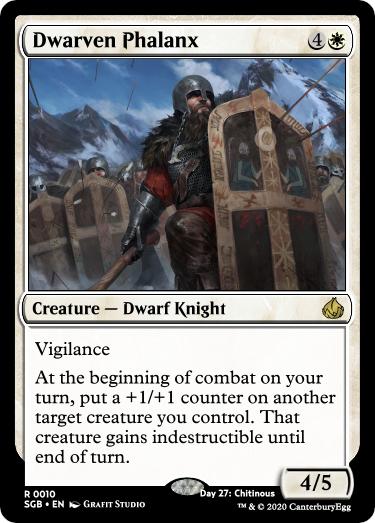 Dwarven Phalanx 4
Creature — Dwarf Knight
Vigilance
At the beginning of combat on your
turn, put a +1/+1 counter on another
target creature you control. That
creature gains indestructible until
end of turn.
4/5
R 0010
SGB • EN Grafit Studio
Day 27: Chitinous
™ & © 2020 CanterburyEgg